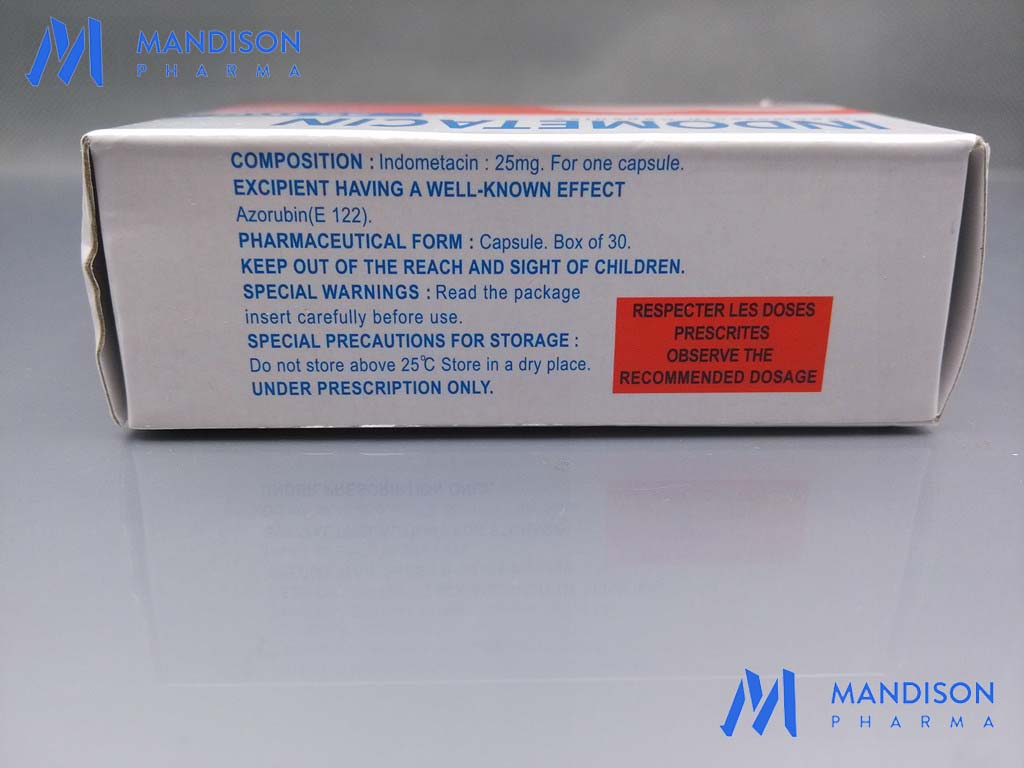 MANDISON
PHARMA
INDOMETACIN
COMPOSITION : Indometacin : 25mg. For one capsule.
EXCIPIENT HAVING A WELL-KNOWN EFFECT
Azorubin(E 122).
PHARMACEUTICAL FORM : Capsule. Box of 30.
KEEP OUT OF THE REACH AND SIGHT OF CHILDREN.
SPECIAL WARNINGS : Read the package
insert carefully before use.
SPECIAL PRECAUTIONS FOR STORAGE :
Do not store above 25℃ Store in a dry place.
UNDER PRESCRIPTION ONLY.
RESPECTER LES DOSES
PRESCRITES
OBSERVE THE
RECOMMENDED DOSAGE
MANDISON
PHARMA